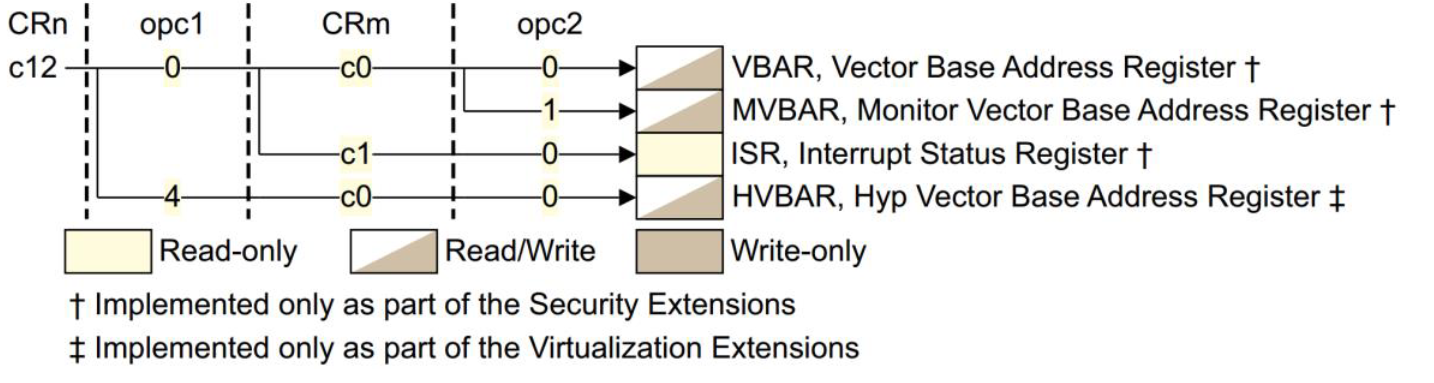 CRn opc1 CRm opc2
c12 0 c0 0 VBAR, Vector Base Address Register †
1 MVBAR, Monitor Vector Base Address Register †
c1 0 ISR, Interrupt Status Register †
4 c0 0 HVBAR, Hyp Vector Base Address Register ‡
Read-only Read/Write Write-only
† Implemented only as part of the Security Extensions
‡ Implemented only as part of the Virtualization Extensions